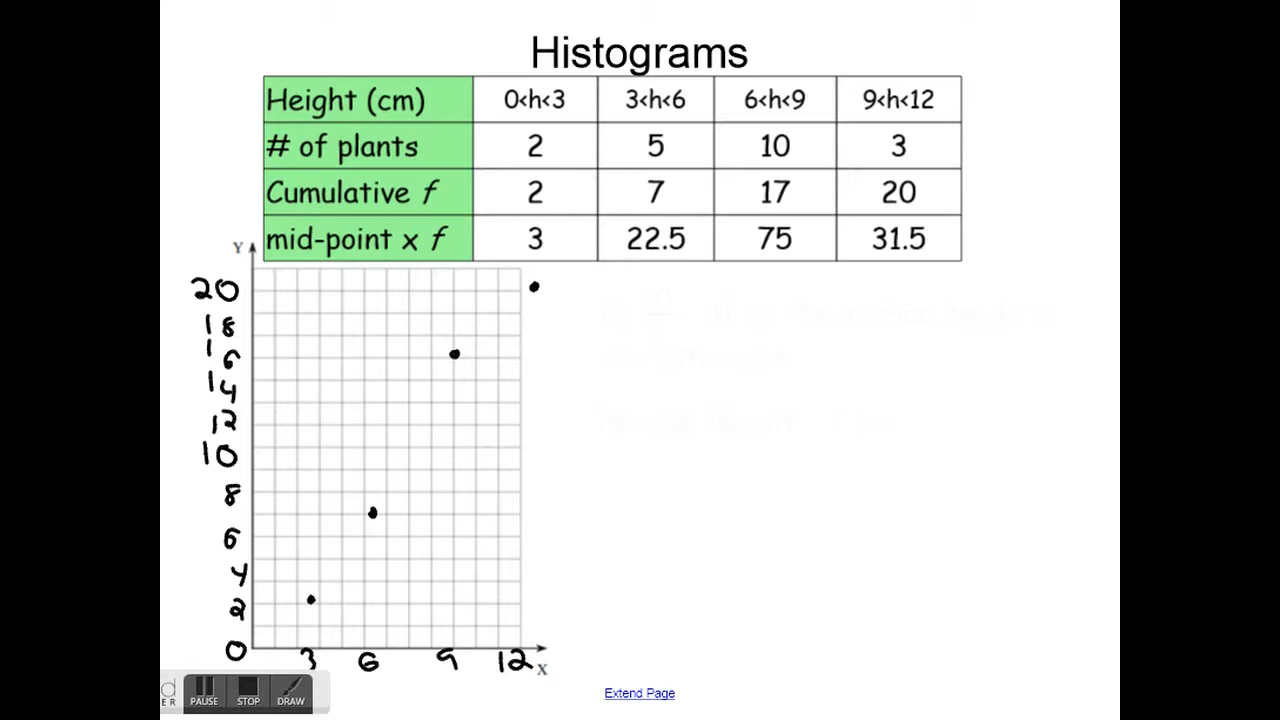 Histograms
Height (cm) 0<h<3 3<h<6 6<h<9 9<h<12
# of plants 2 5 10 3
Cumulative f 2 7 17 20
mid-point x f 3 22.5 75 31.5
Y
20
18
16
14
12
10
8
6
4
2
0
3 6 9 12 X
PAUSE STOP DRAW
Extend Page